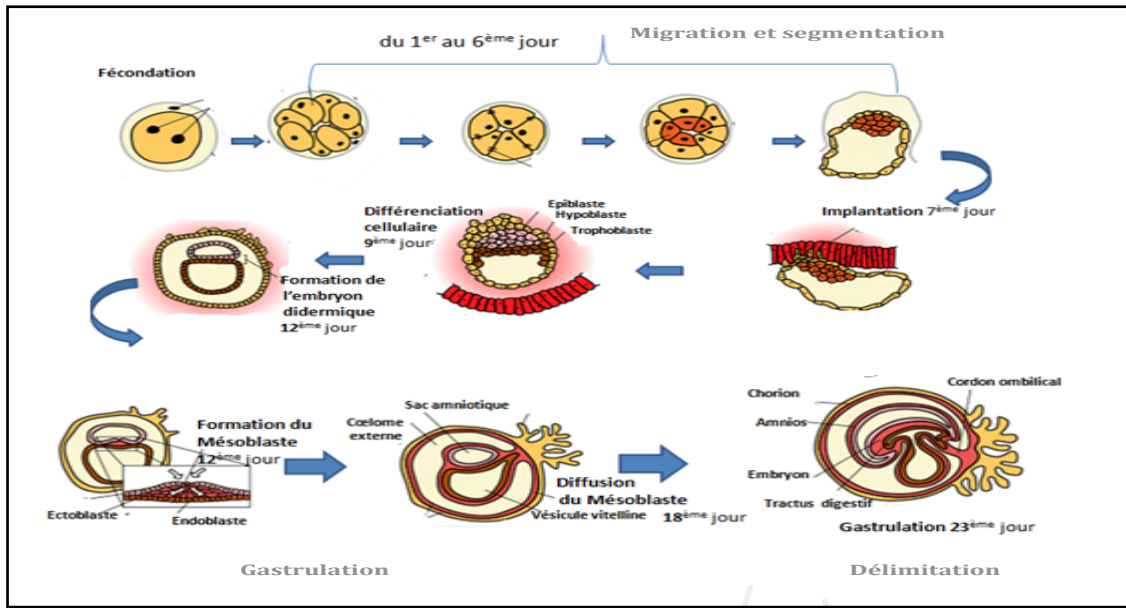 du 1er au 6ème jour
Migration et segmentation
Fécondation
Implantation 7ème jour
Différenciation
cellulaire
9ème jour
Epiblaste
Hypoblaste
Trophoblaste
Formation de
l'embryon
didermique
12ème jour
Formation du
Mésoblaste
12ème jour
Ectoblaste
Endoblaste
Sac amniotique
Cœlome
externe
Diffusion
du Mésoblaste
Vésicule vitelline
18ème jour
Cordon ombilical
Chorion
Amnios
Embryon
Tractus digestif
Gastrulation 23ème jour
Gastrulation
Délimitation